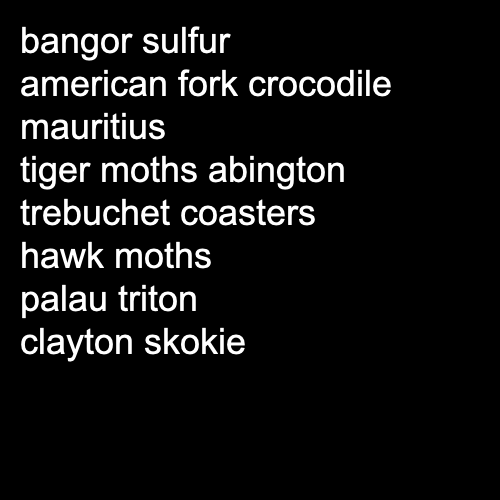 bangor sulfur
american fork crocodile
mauritius
tiger moths abington
trebuchet coasters
hawk moths
palau triton
clayton skokie